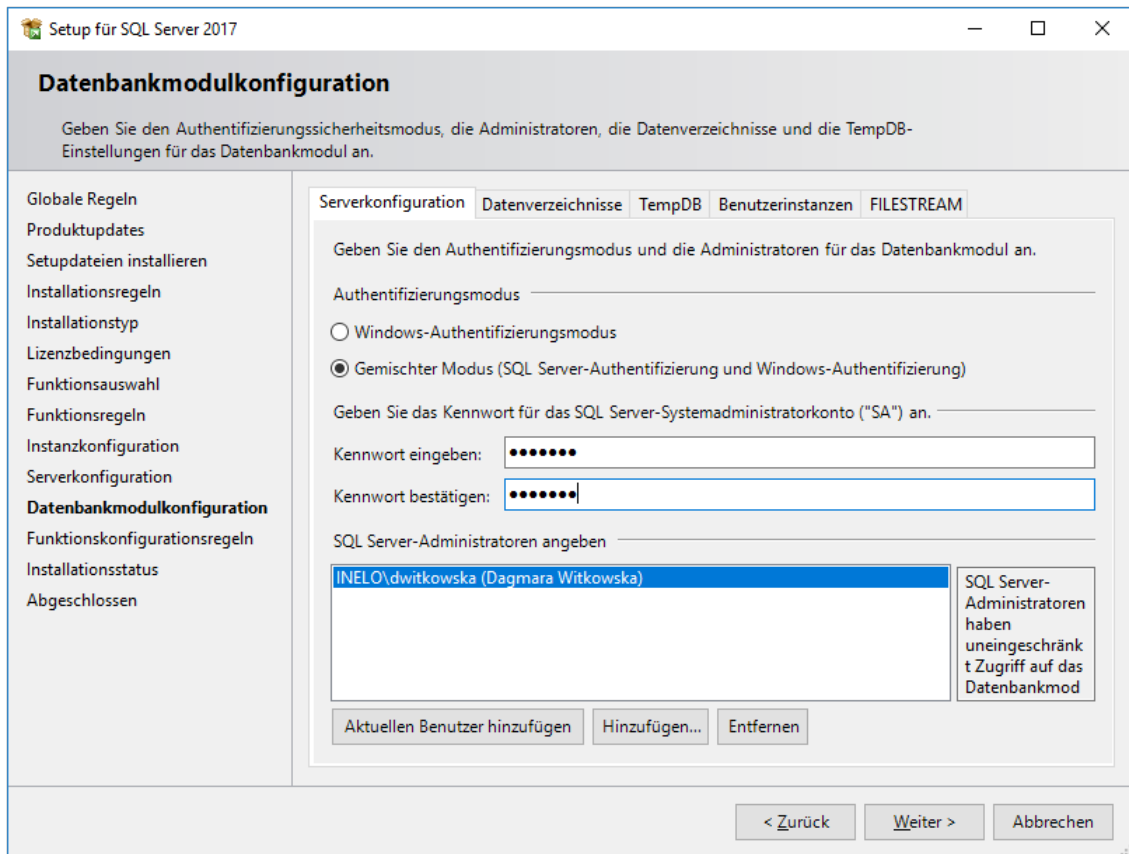 Setup für SQL Server 2017
Datenbankmodulkonfiguration
Geben Sie den Authentifizierungssicherheitsmodus, die Administratoren, die Datenverzeichnisse und die TempDB-
Einstellungen für das Datenbankmodul an.
Globale Regeln
Produktupdates
Setupdateien installieren
Installationsregeln
Installationstyp
Lizenzbedingungen
Funktionsauswahl
Funktionsregeln
Instanzkonfiguration
Serverkonfiguration
Datenbankmodulkonfiguration
Funktionskonfigurationsregeln
Installationsstatus
Abgeschlossen
Serverkonfiguration Datenverzeichnisse TempDB Benutzerinstanzen FILESTREAM
Geben Sie den Authentifizierungsmodus und die Administratoren für das Datenbankmodul an.
Authentifizierungsmodus
Windows-Authentifizierungsmodus
Gemischter Modus (SQL Server-Authentifizierung und Windows-Authentifizierung)
Geben Sie das Kennwort für das SQL Server-Systemadministratorkonto ("SA") an.
Kennwort eingeben: •••••••
Kennwort bestätigen: •••••••
SQL Server-Administratoren angeben
INELO\dwitkowska (Dagmara Witkowska)
SQL Server-
Administratoren
haben
uneingeschränk
t Zugriff auf das
Datenbankmod
Aktuellen Benutzer hinzufügen Hinzufügen... Entfernen
< Zurück Weiter > Abbrechen